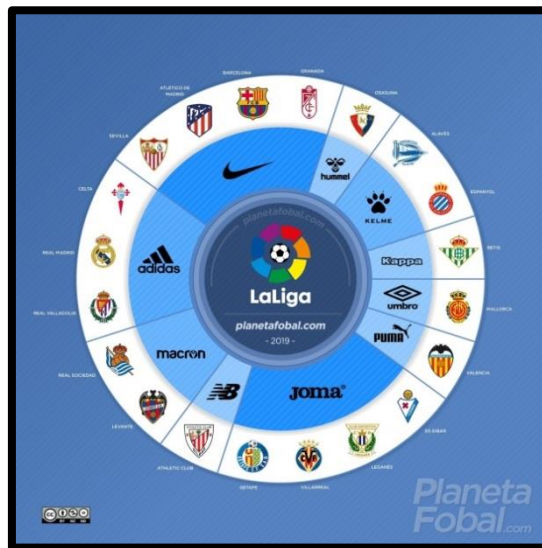 BARCELONA
GRANADA
OSASUNA
ALAVÉS
ESPANYOL
BETIS
MALLORCA
VALENCIA
SD EIBAR
LEGANÉS
VILLARREAL
GETAFE
ATHLETIC CLUB
LEVANTE
REAL SOCIEDAD
REAL VALLADOLID
REAL MADRID
CELTA
SEVILLA
ATLÉTICO DE
MADRID
hummel
KELME
Kappa
umbro
PUMA
JOMA
NB
macron
adidas
planetafobal.com
LaLiga
planetafobal.com
- 2019 -
Planeta
Fobal.com
cc